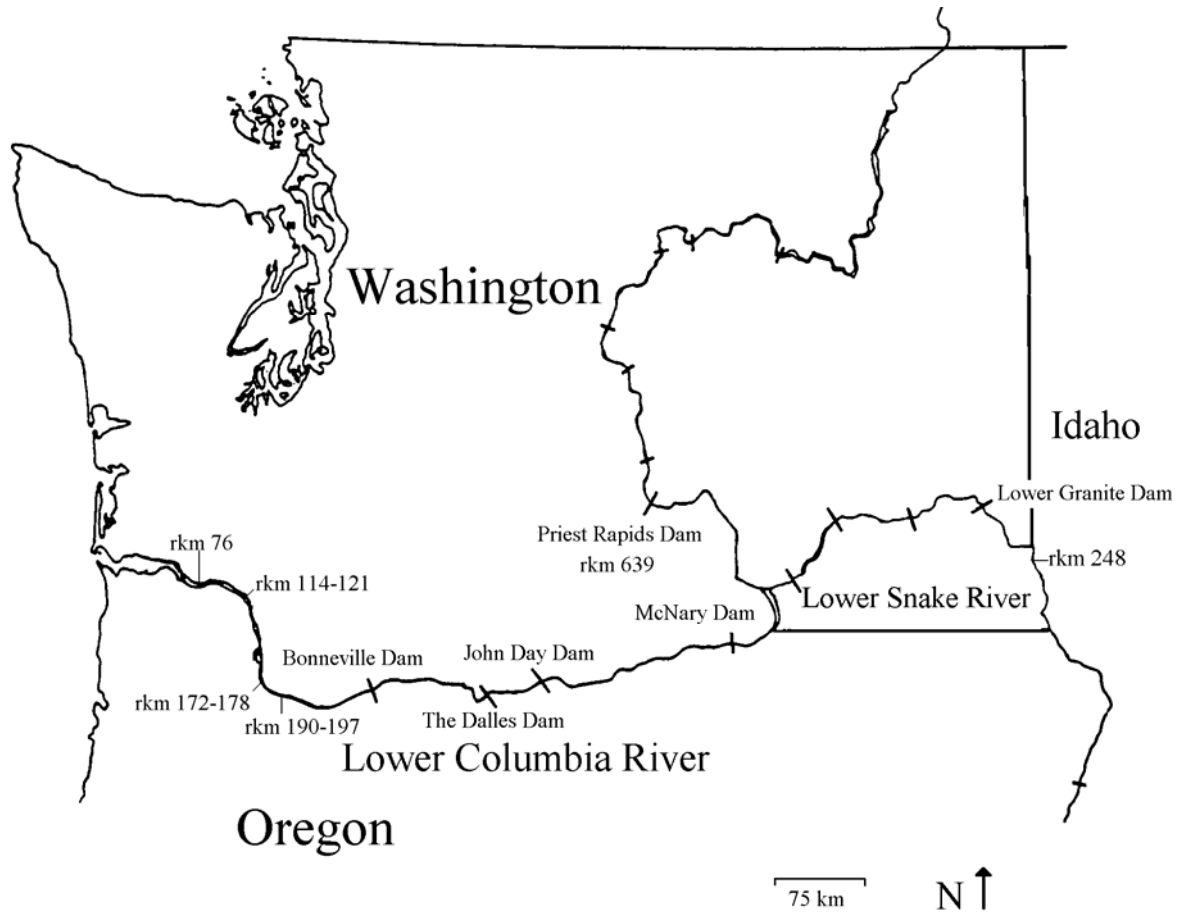 Washington
Idaho
Lower Granite Dam
Priest Rapids Dam
rkm 639
rkm 76
rkm 248
rkm 114-121
Lower Snake River
McNary Dam
Bonneville Dam
John Day Dam
rkm 172-178
The Dalles Dam
rkm 190-197
Lower Columbia River
Oregon
75 km
N